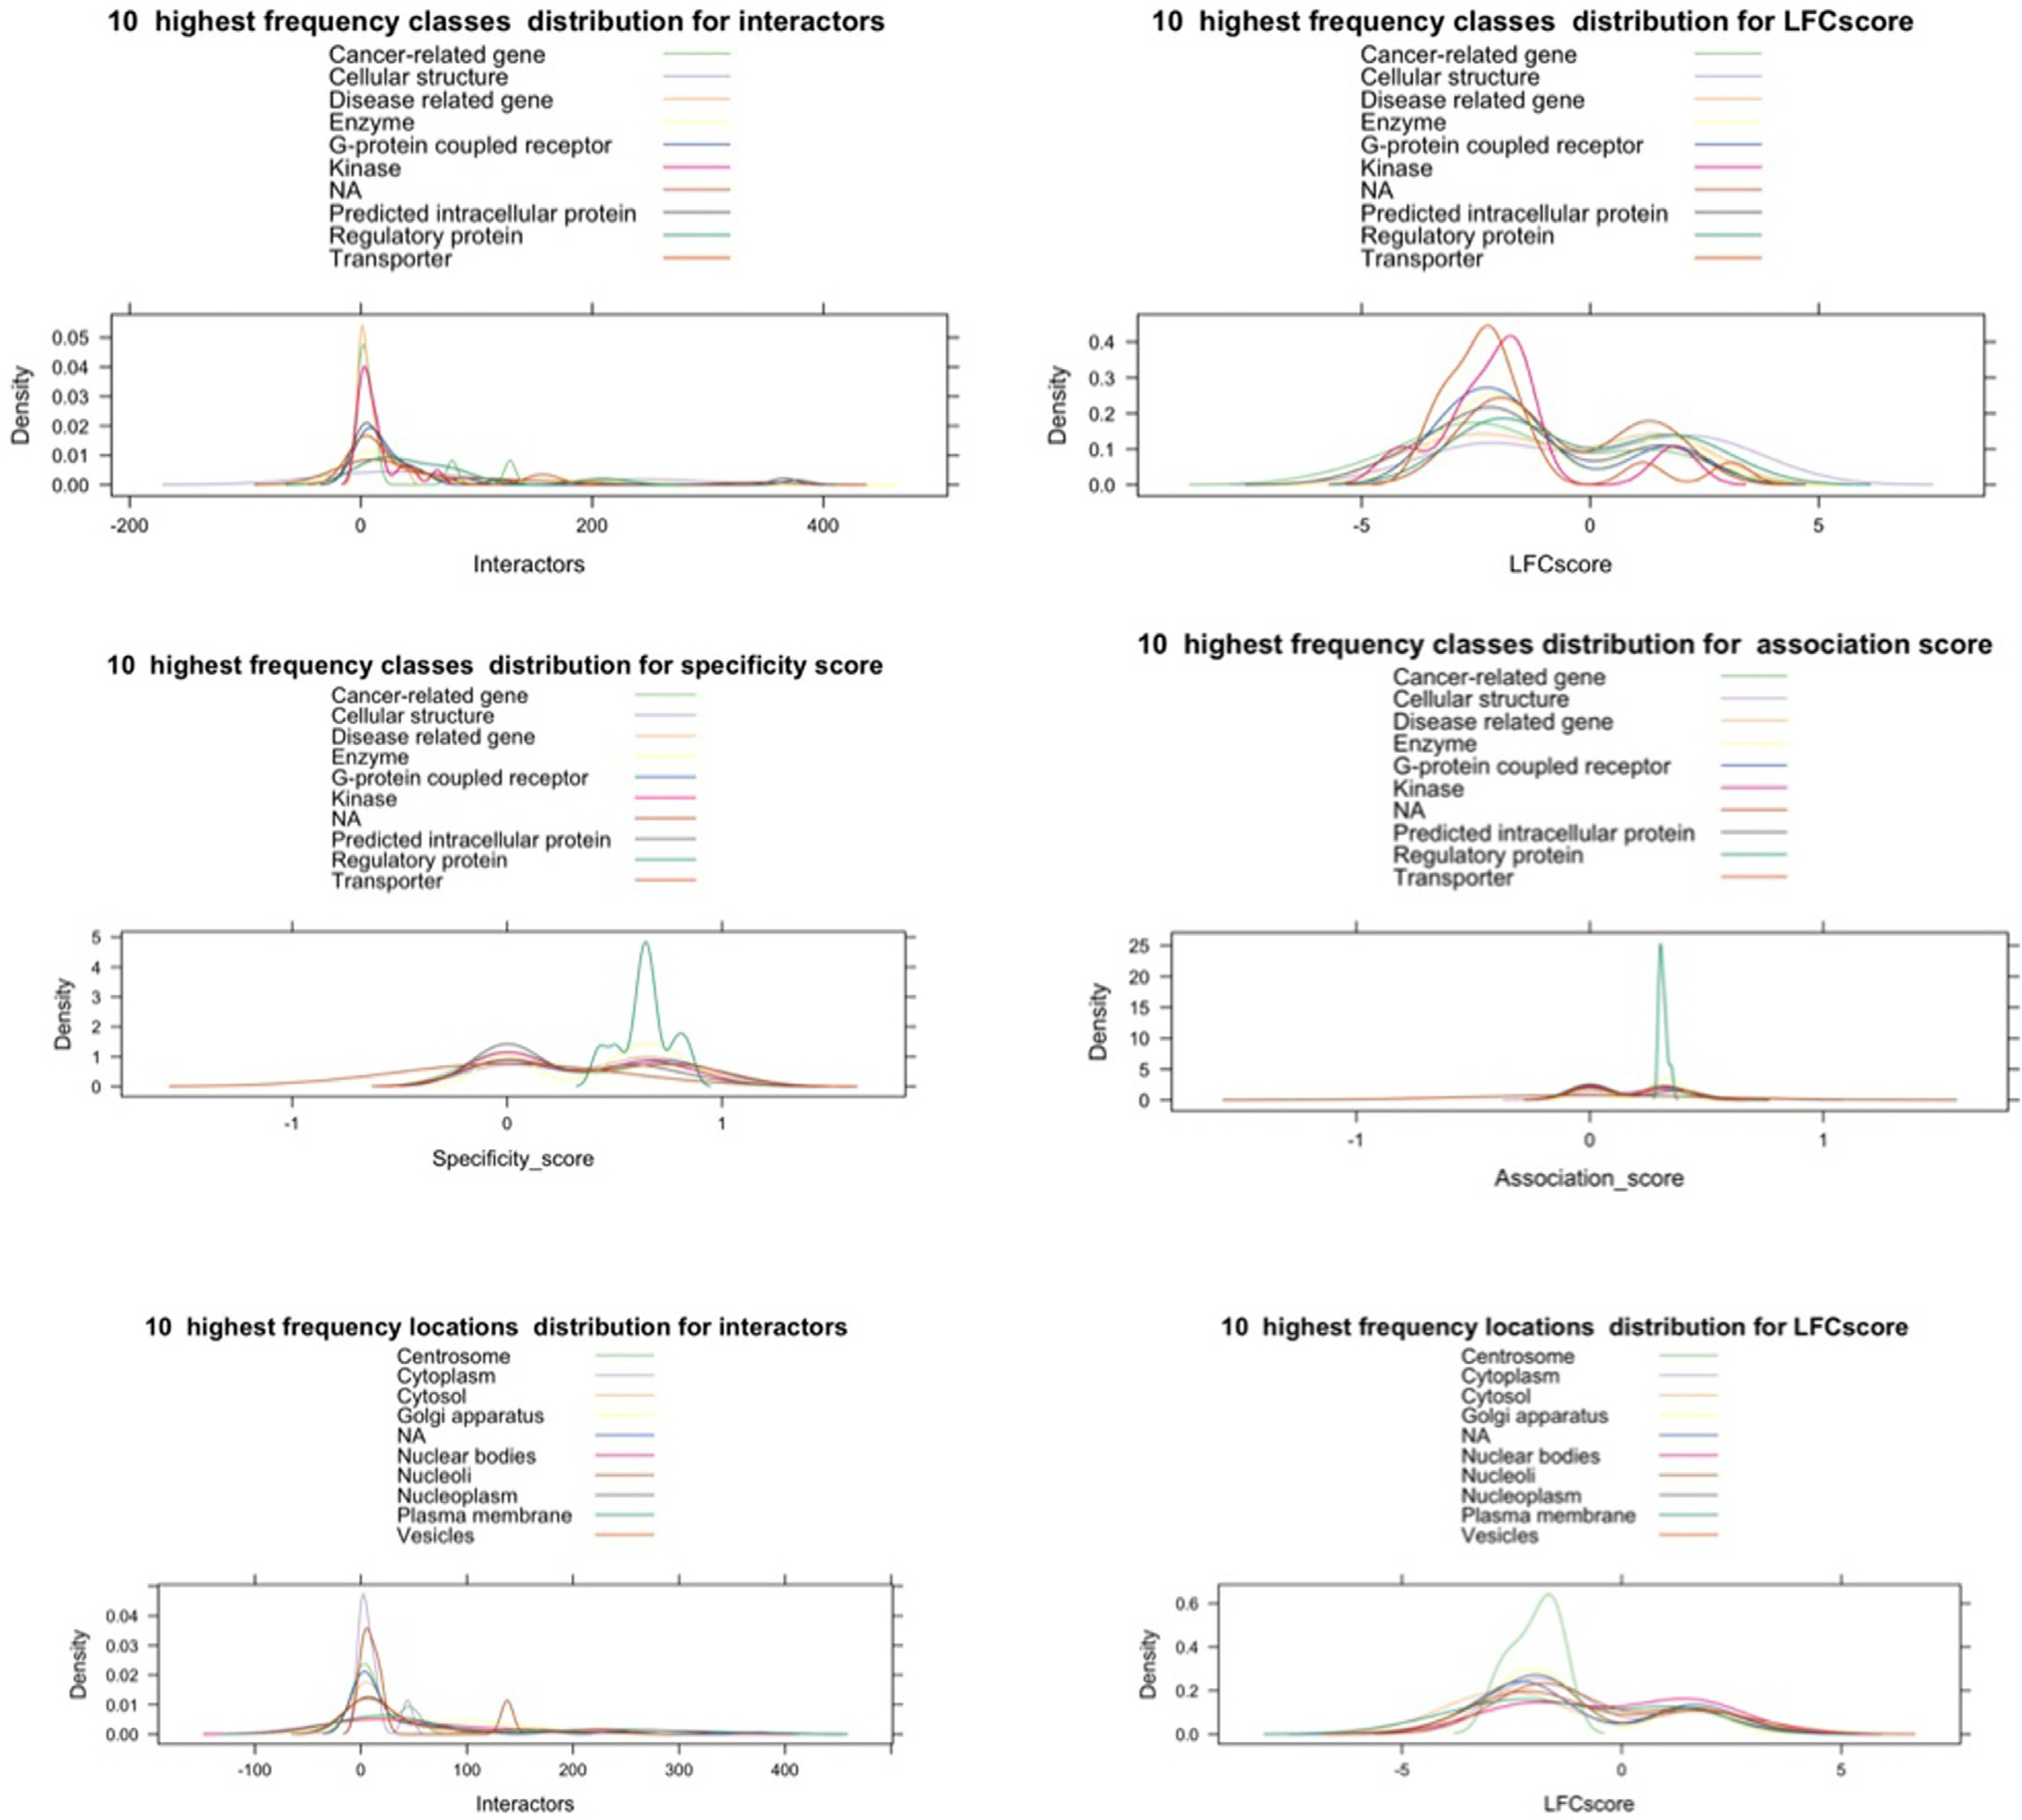 10 highest frequency classes distribution for interactors
Cancer-related gene
Cellular structure
Disease related gene
Enzyme
G-protein coupled receptor
Kinase
NA
Predicted intracellular protein
Regulatory protein
Transporter
0.05
0.04
0.03
0.02
0.01
0.00
Density
-200 0 200 400
Interactors
10 highest frequency classes distribution for LFCscore
Cancer-related gene
Cellular structure
Disease related gene
Enzyme
G-protein coupled receptor
Kinase
NA
Predicted intracellular protein
Regulatory protein
Transporter
0.4
0.3
0.2
0.1
0.0
Density
-5 0 5
LFCscore
10 highest frequency classes distribution for specificity score
Cancer-related gene
Cellular structure
Disease related gene
Enzyme
G-protein coupled receptor
Kinase
NA
Predicted intracellular protein
Regulatory protein
Transporter
5
4
3
2
1
0
Density
-1 0 1
Specificity_score
10 highest frequency classes distribution for association score
Cancer-related gene
Cellular structure
Disease related gene
Enzyme
G-protein coupled receptor
Kinase
NA
Predicted intracellular protein
Regulatory protein
Transporter
25
20
15
10
5
0
Density
-1 0 1
Association_score
10 highest frequency locations distribution for interactors
Centrosome
Cytoplasm
Cytosol
Golgi apparatus
NA
Nuclear bodies
Nucleoli
Nucleoplasm
Plasma membrane
Vesicles
0.04
0.03
0.02
0.01
0.00
Density
-100 0 100 200 300 400
Interactors
10 highest frequency locations distribution for LFCscore
Centrosome
Cytoplasm
Cytosol
Golgi apparatus
NA
Nuclear bodies
Nucleoli
Nucleoplasm
Plasma membrane
Vesicles
0.6
0.4
0.2
0.0
Density
-5 0 5
LFCscore